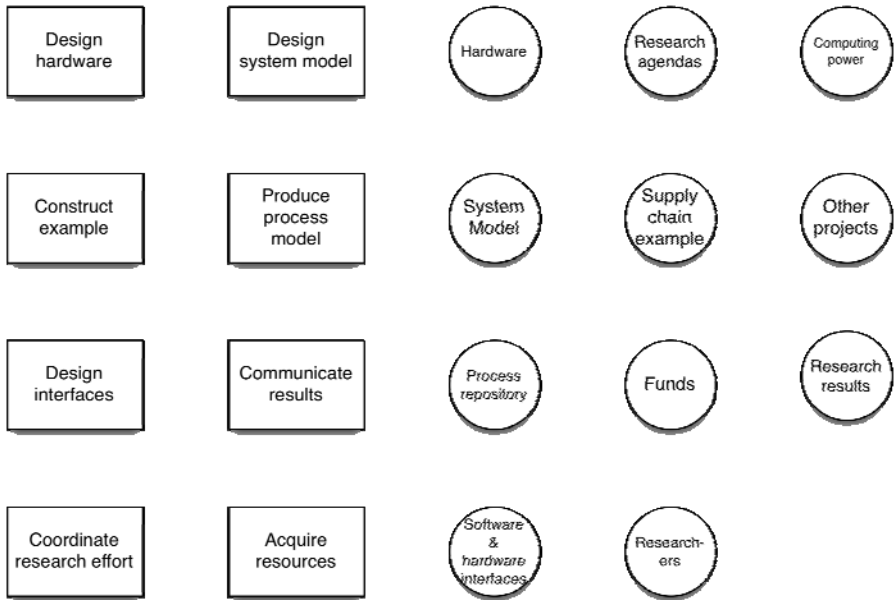 Design
hardware
Design
system model
Hardware
Research
agendas
Computing
power
Construct
example
Produce
process
model
System
Model
Supply
chain
example
Other
projects
Design
interfaces
Communicate
results
Process
repository
Funds
Research
results
Coordinate
research effort
Acquire
resources
Software
&
hardware
interfaces
Research-
ers